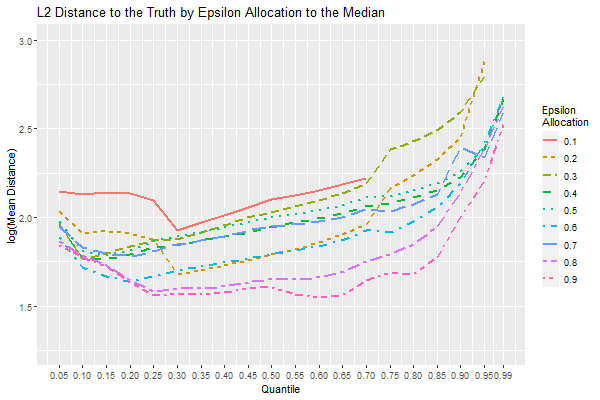 L2 Distance to the Truth by Epsilon Allocation to the Median
3.0
2.5
2.0
1.5
log(Mean Distance)
0.05 0.10 0.15 0.20 0.25 0.30 0.35 0.40 0.45 0.50 0.55 0.60 0.65 0.70 0.75 0.80 0.85 0.90 0.95 0.99
Quantile
Epsilon
Allocation
0.1
0.2
0.3
0.4
0.5
0.6
0.7
0.8
0.9